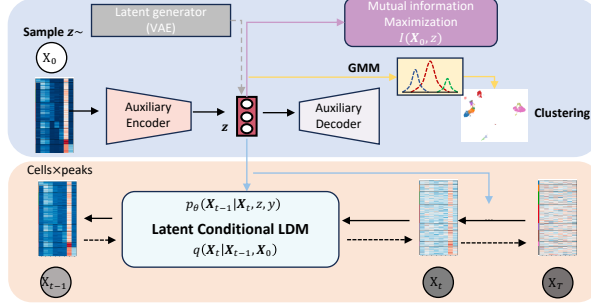 Latent generator
(VAE)
Mutual information
Maximization
l(X₀, z)
Sample z~
X₀
GMM
Auxiliary
Encoder
z
Auxiliary
Decoder
Clustering
Cells×peaks
pθ(Xₜ₋₁|Xₜ, z, y)
Latent Conditional LDM
q(Xₜ|Xₜ₋₁, X₀)
...
Xₜ₋₁
Xₜ
X_T